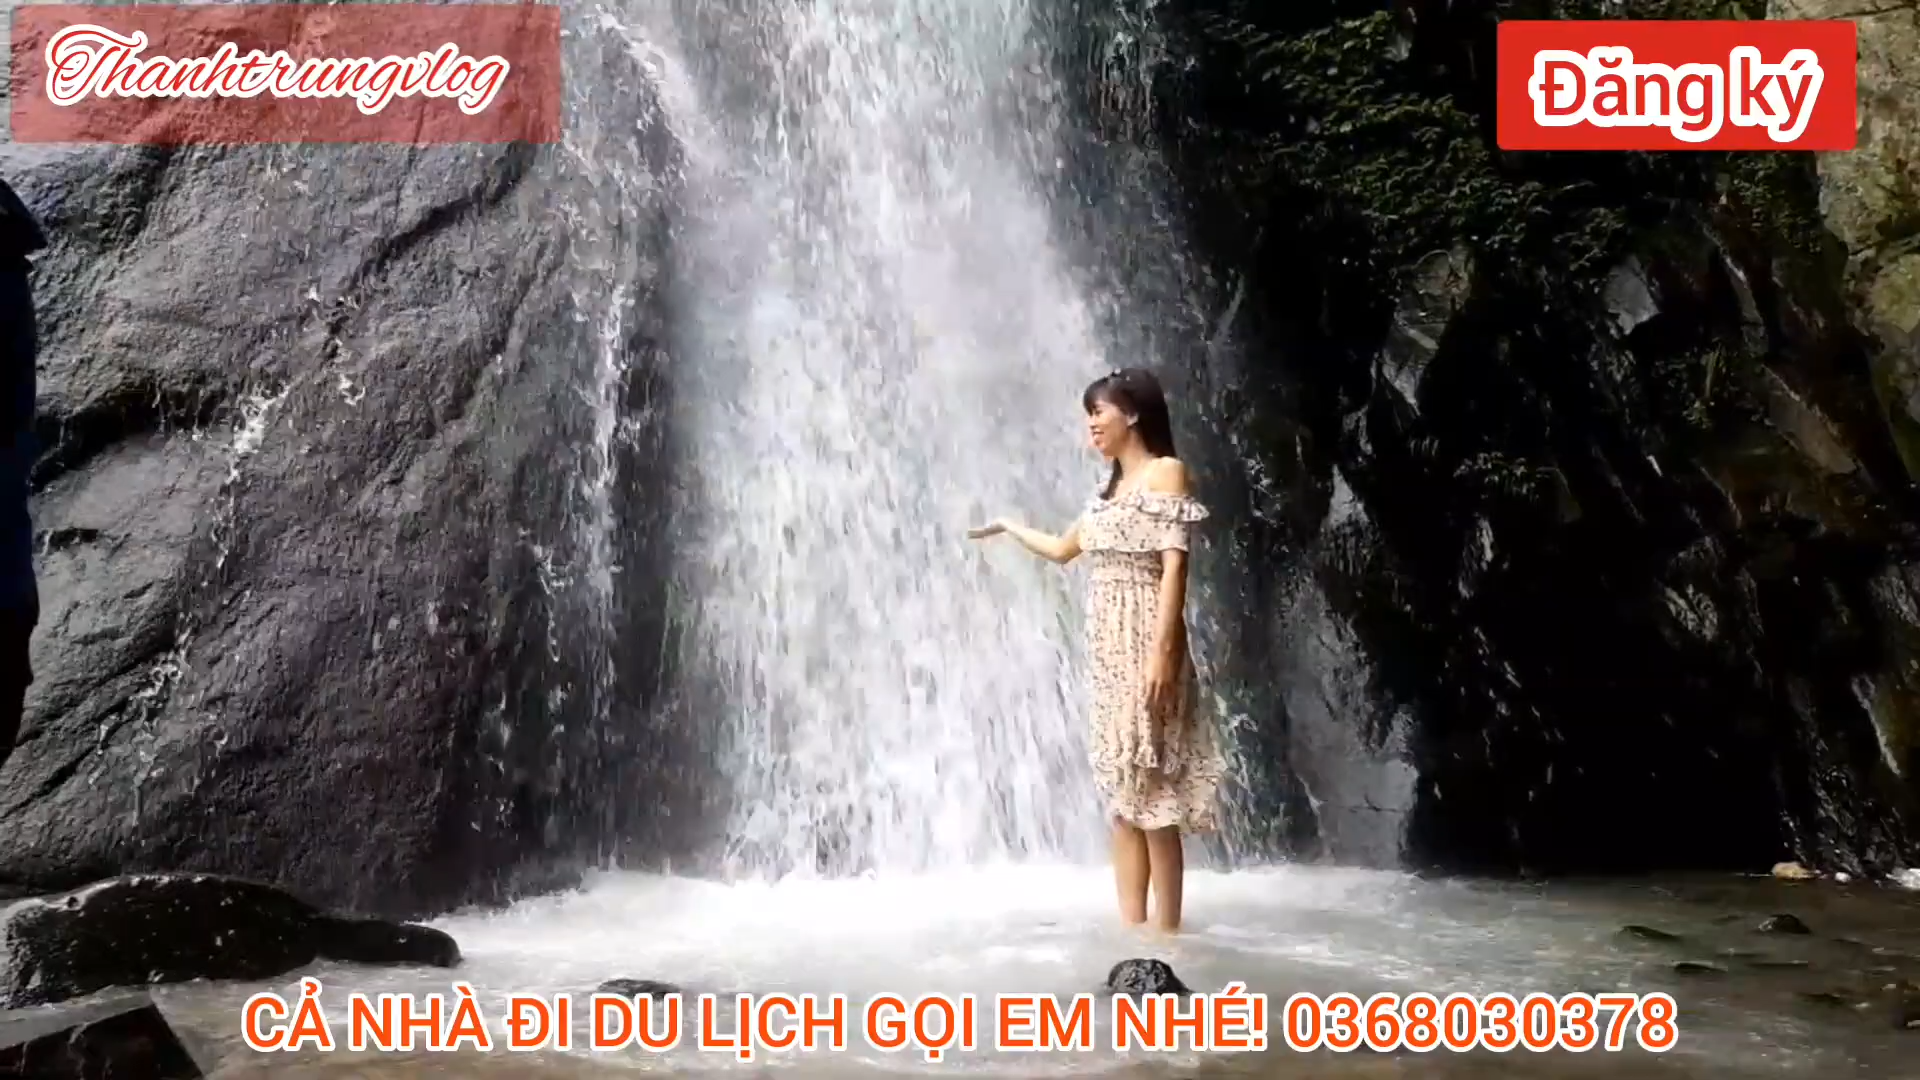 Thanhtrungvlog
Đăng ký
CẢ NHÀ ĐI DU LỊCH GỌI EM NHÉ! 0368030378